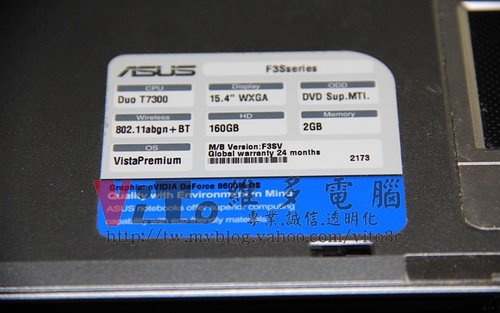 ASUS F3Sseries
CPU Display ODD
Duo T7300 15.4" WXGA DVD Sup.MTi.
Wireless HD Memory
802.11abgn+BT 160GB 2GB
OS M/B Version:F3SV
Global warranty 24 months
VistaPremium 2173
Graphic: nVIDIA GeForce 8600M GS
Quality with Environment in Mind
ViTo 維多電腦
ASUS notebooks offer superior computing
專業.誠信.透明化
http://tw.myblog.yahoo.com/vito3c